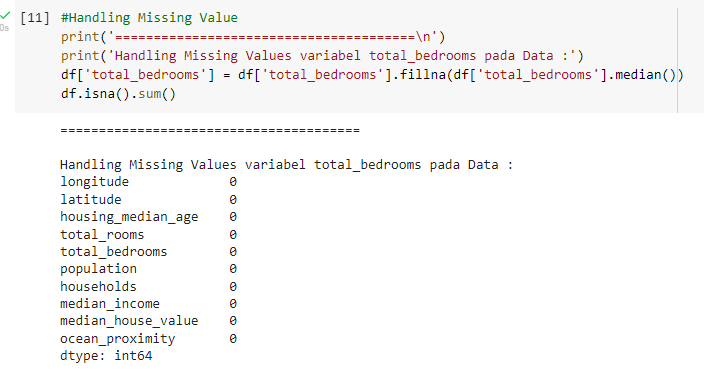 [11] #Handling Missing Value
print('=======================================\n')
print('Handling Missing Values variabel total_bedrooms pada Data :')
df['total_bedrooms'] = df['total_bedrooms'].fillna(df['total_bedrooms'].median())
df.isna().sum()
0s
=======================================
Handling Missing Values variabel total_bedrooms pada Data :
longitude 0
latitude 0
housing_median_age 0
total_rooms 0
total_bedrooms 0
population 0
households 0
median_income 0
median_house_value 0
ocean_proximity 0
dtype: int64